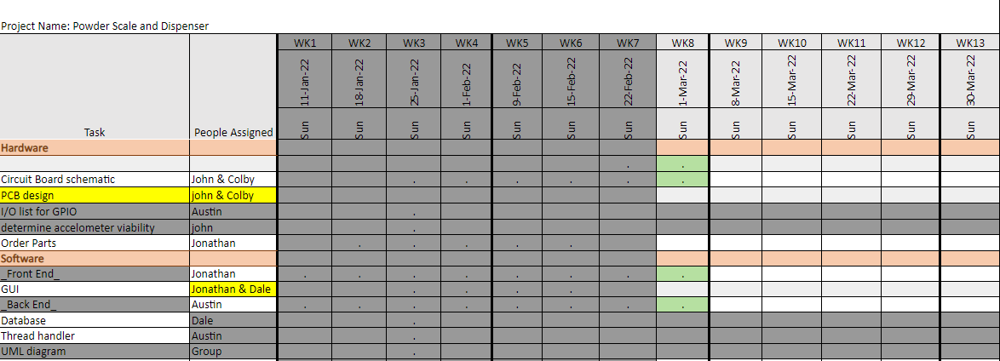 Project Name: Powder Scale and Dispenser
WK1 WK2 WK3 WK4 WK5 WK6 WK7 WK8 WK9 WK10 WK11 WK12 WK13
11-Jan-22 18-Jan-22 25-Jan-22 1-Feb-22 9-Feb-22 15-Feb-22 22-Feb-22 1-Mar-22 8-Mar-22 15-Mar-22 22-Mar-22 29-Mar-22 30-Mar-22
Task People Assigned Sun Sun Sun Sun Sun Sun Sun Sun Sun Sun Sun Sun Sun
Hardware
. .
Circuit Board schematic John & Colby . . . . . .
PCB design john & Colby
I/O list for GPIO Austin .
determine accelometer viability john .
Order Parts Jonathan . . . . .
Software
_Front End_ Jonathan . . . . . . . .
GUI Jonathan & Dale . . . .
_Back End_ Austin . . . . . . . .
Database Dale .
Thread handler Austin .
UML diagram Group .